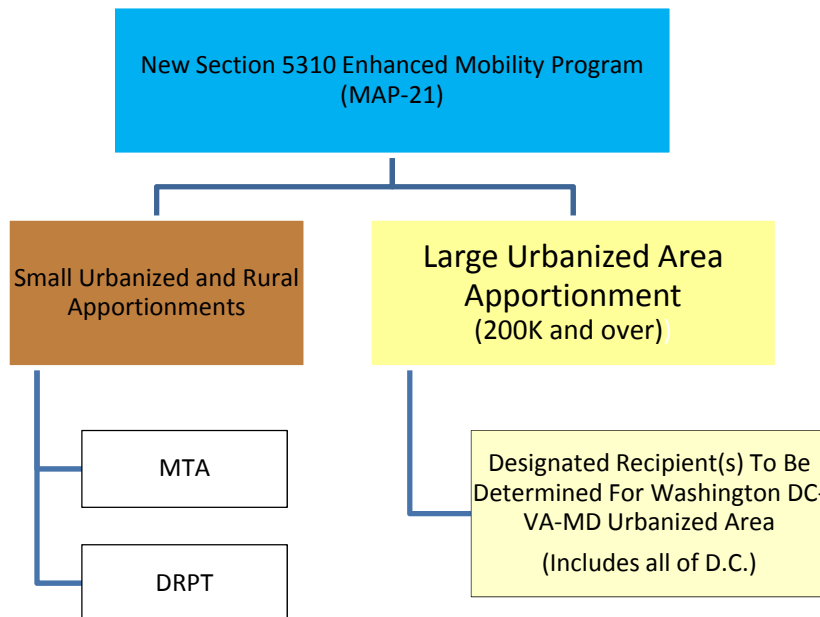 New Section 5310 Enhanced Mobility Program
(MAP-21)
Small Urbanized and Rural
Apportionments
Large Urbanized Area
Apportionment
(200K and over))
MTA
DRPT
Designated Recipient(s) To Be
Determined For Washington DC-
VA-MD Urbanized Area
(Includes all of D.C.)